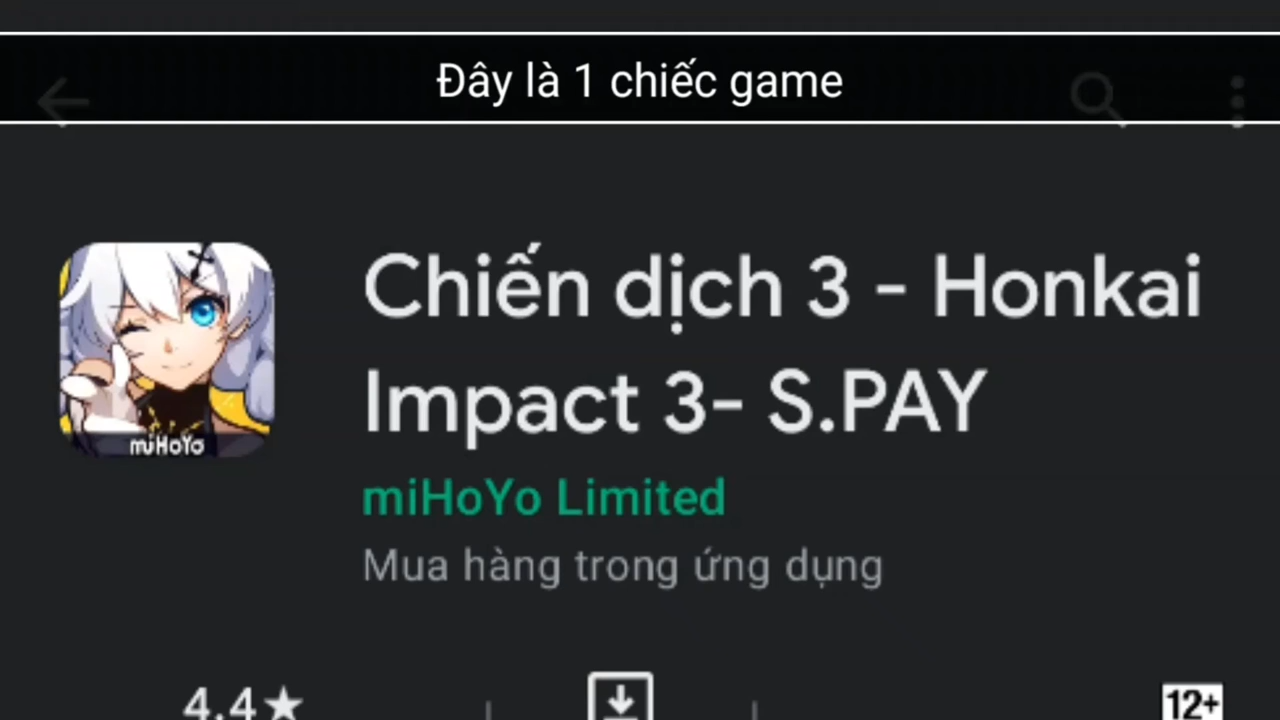 Đây là 1 chiếc game
Chiến dịch 3 - Honkai
Impact 3- S.PAY
miHoYo
miHoYo Limited
Mua hàng trong ứng dụng
4.4★
12+